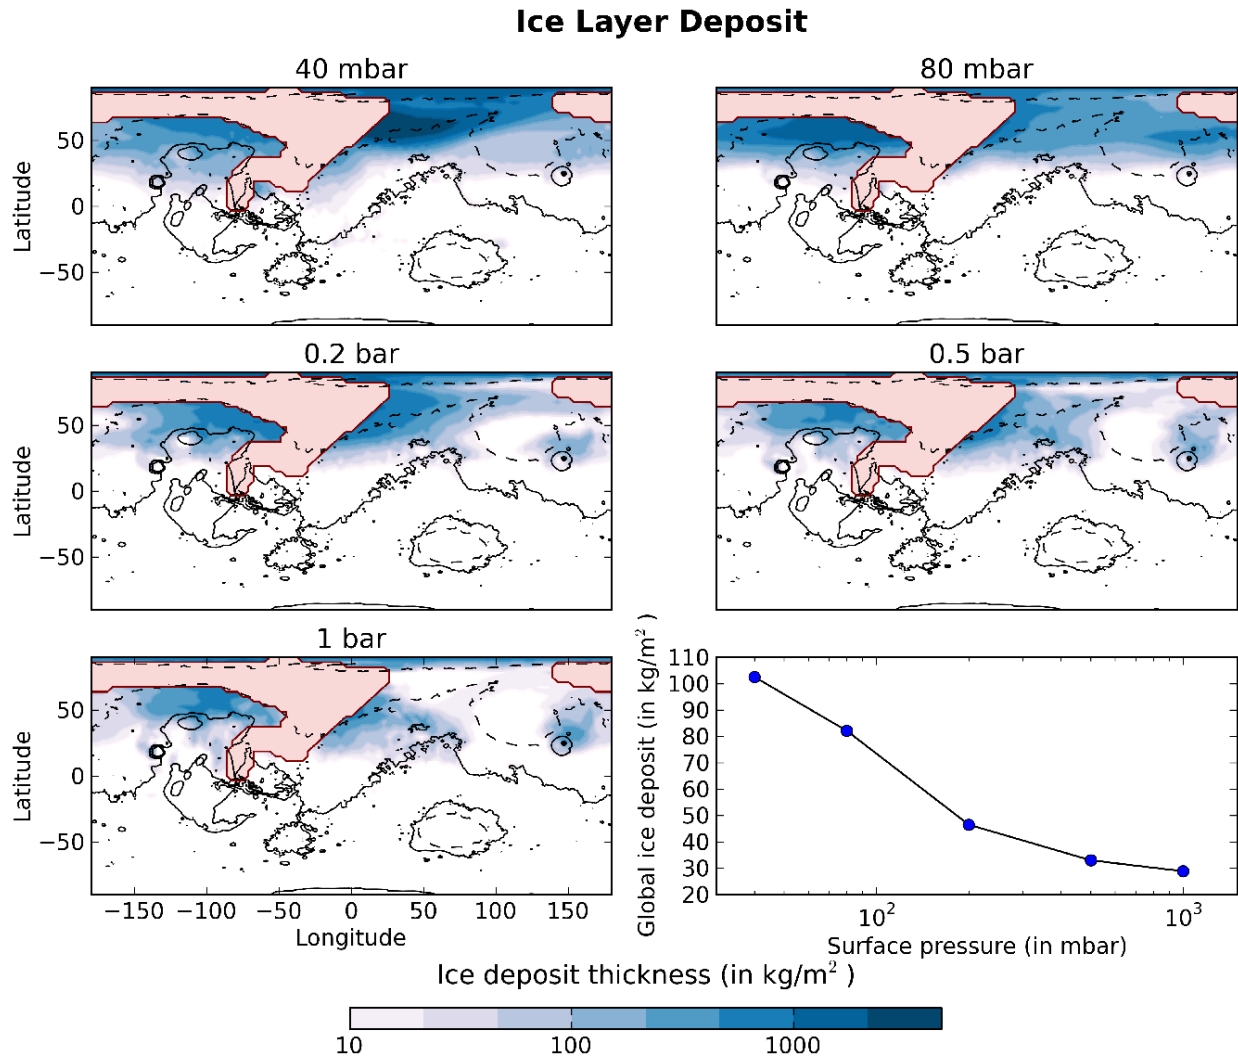 Ice Layer Deposit
40 mbar
80 mbar
50
0
−50
Latitude
0.2 bar
0.5 bar
50
0
−50
Latitude
1 bar
50
0
−50
Latitude
−150 −100 −50 0 50 100 150
Longitude
110
100
90
80
70
60
50
40
30
20
Global ice deposit (in kg/m²)
10² 10³
Surface pressure (in mbar)
Ice deposit thickness (in kg/m² )
10 100 1000